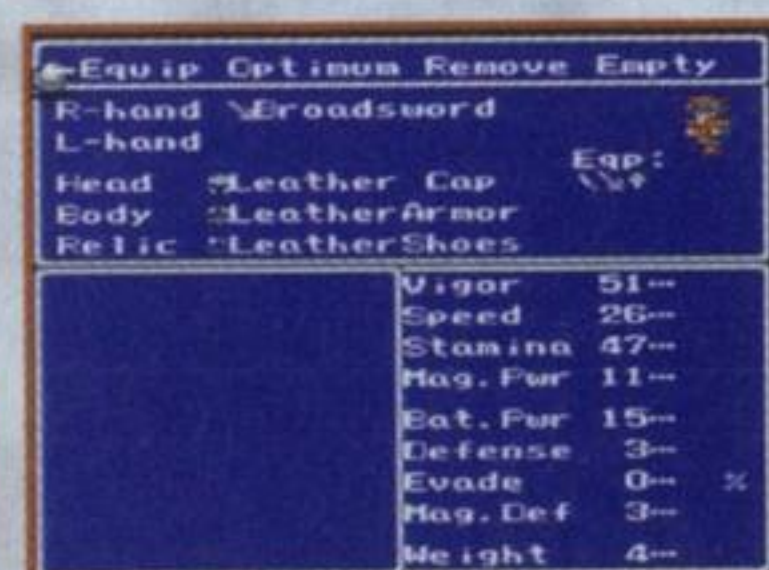 Equip Optimum Remove Empty
R-hand Broadsword
L-hand
Eqp:
Head Leather Cap
Body LeatherArmor
Relic LeatherShoes
Vigor 51…
Speed 26…
Stamina 47…
Mag.Pwr 11…
Bat.Pwr 15…
Defense 3…
Evade 0… %
Mag.Def 3…
Weight 4…